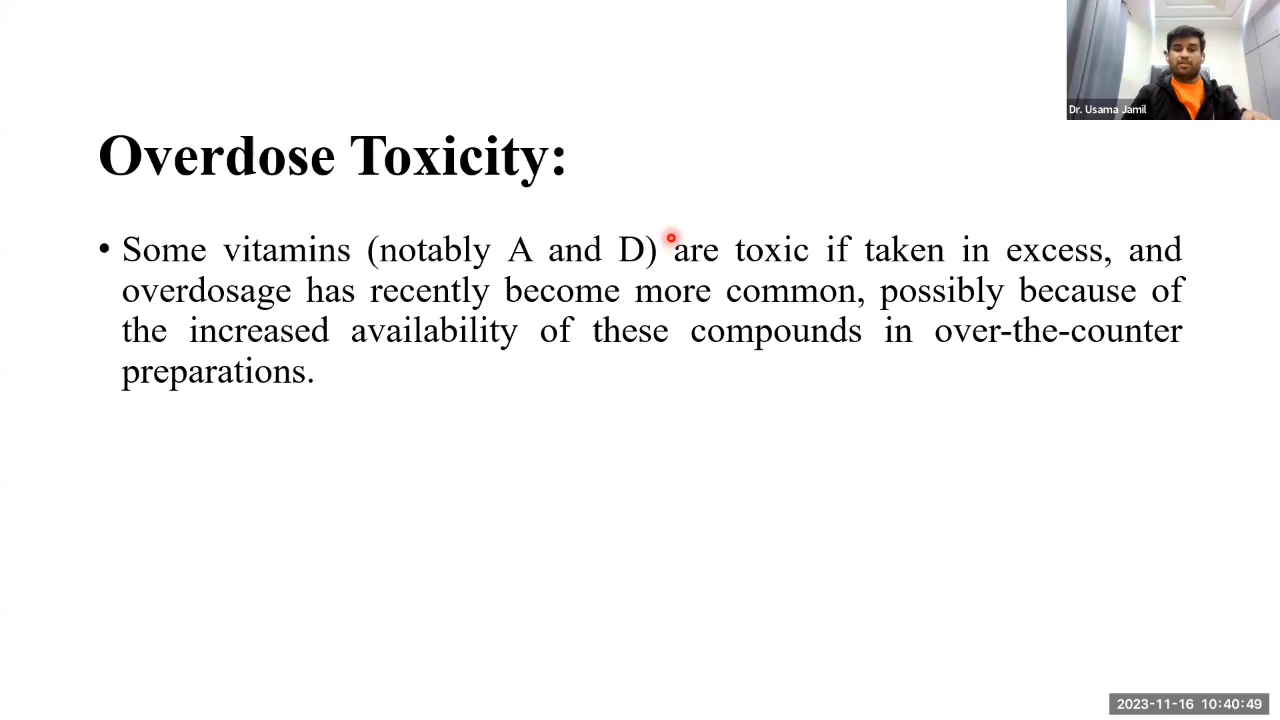 Dr. Usama Jamil
Overdose Toxicity:
• Some vitamins (notably A and D) are toxic if taken in excess, and
overdosage has recently become more common, possibly because of
the increased availability of these compounds in over-the-counter
preparations.
2023-11-16 10:40:49